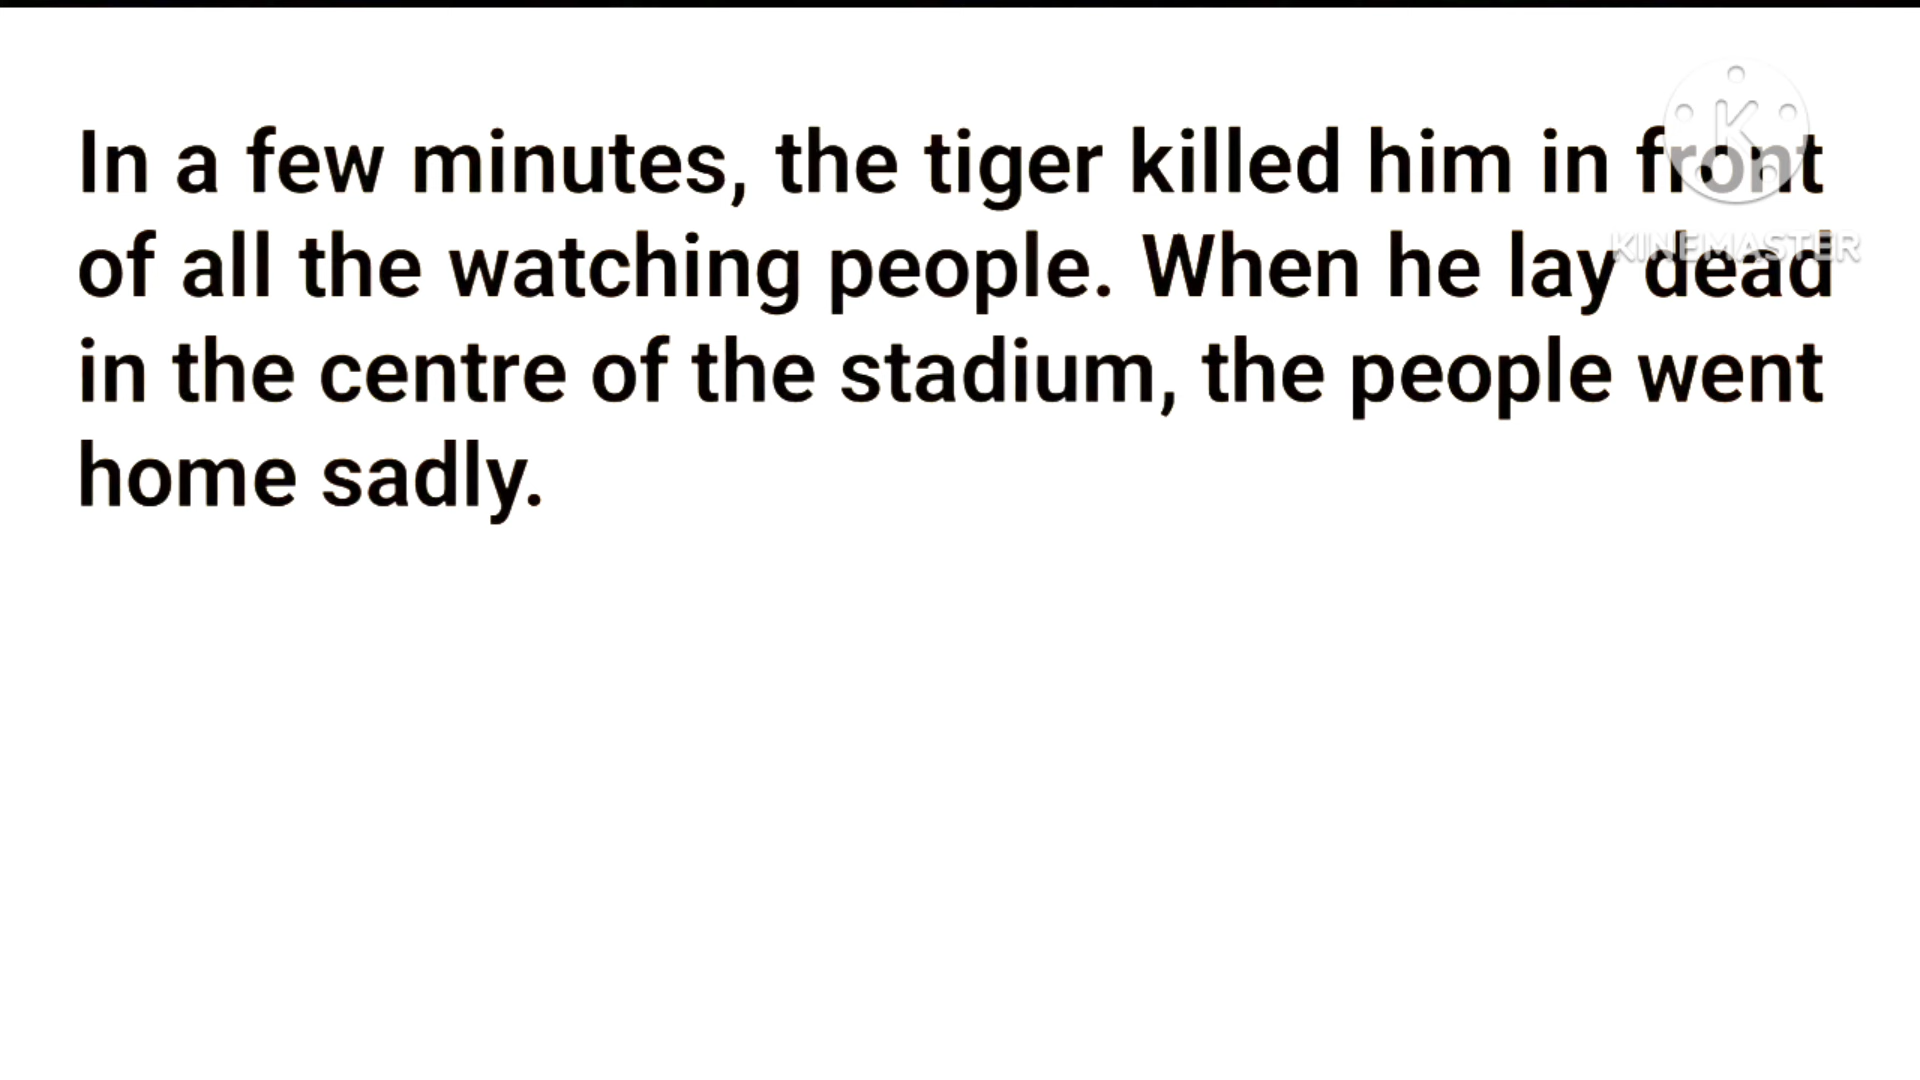 In a few minutes, the tiger killed him in front
of all the watching people. When he lay dead
in the centre of the stadium, the people went
home sadly.
K
KINEMASTER